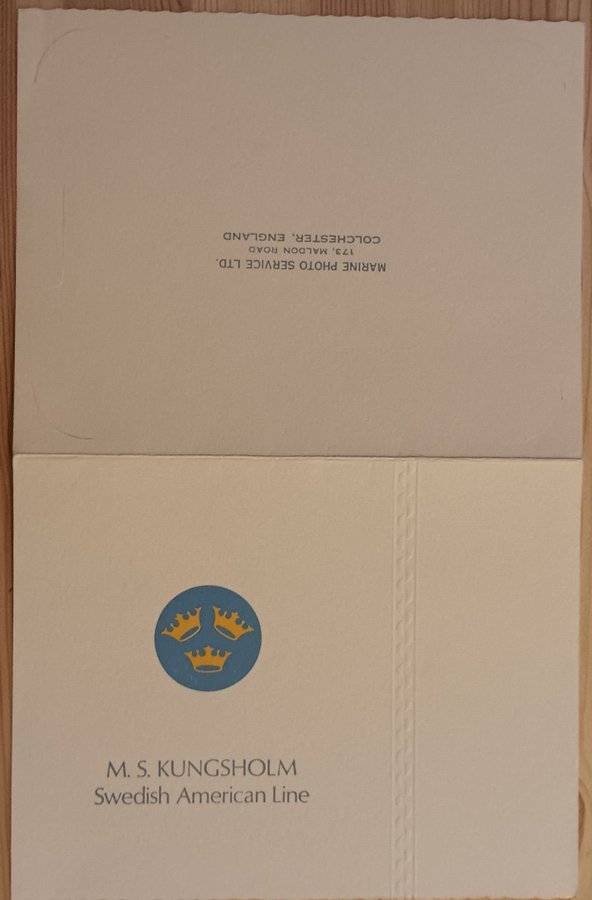 MARINE PHOTO SERVICE LTD.
173, MALDON ROAD
COLCHESTER, ENGLAND
M. S. KUNGSHOLM
Swedish American Line